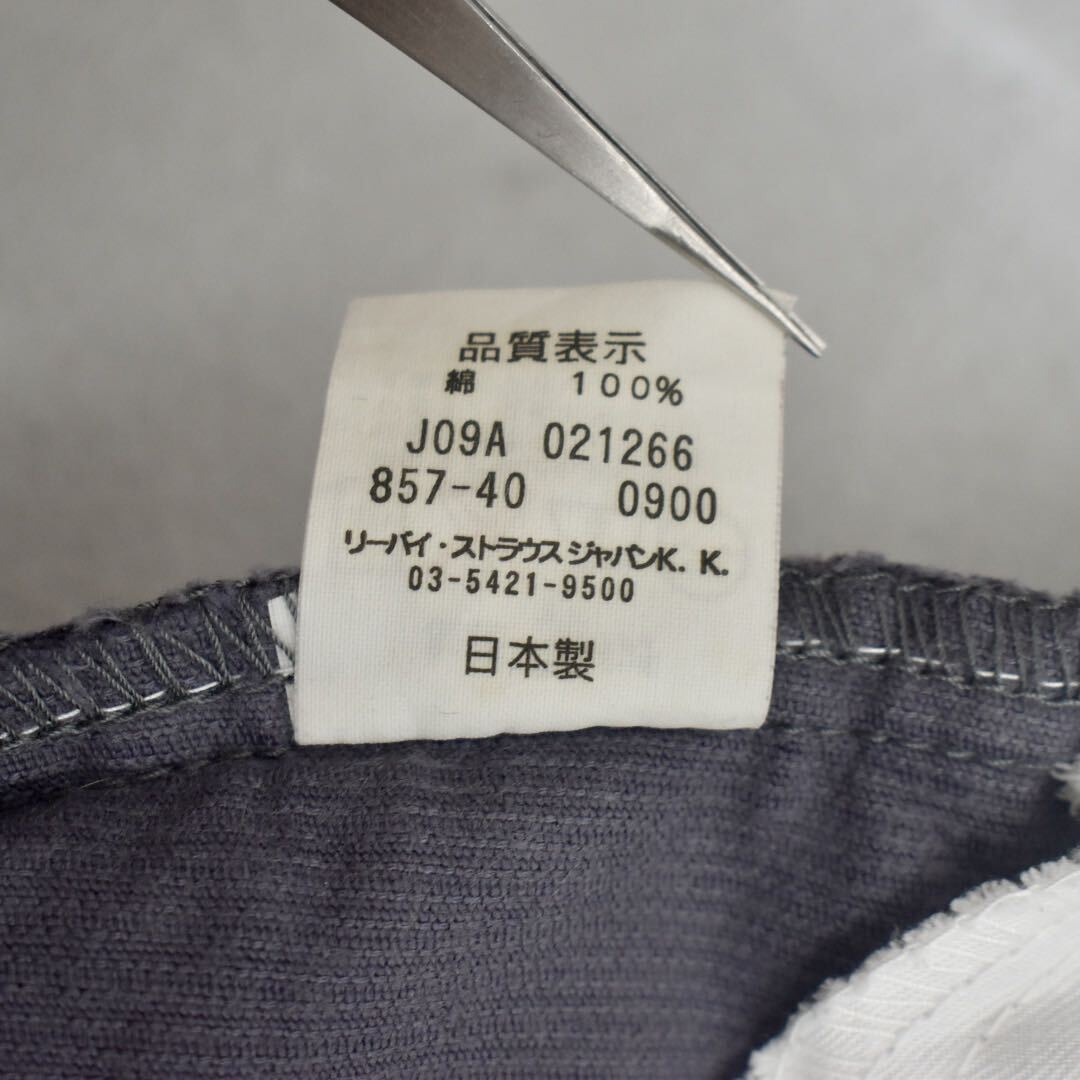 品質表示
綿 100%
J09A 021266
857-40 0900
リーバイ・ストラウスジャパンK.K.
03-5421-9500
日本製